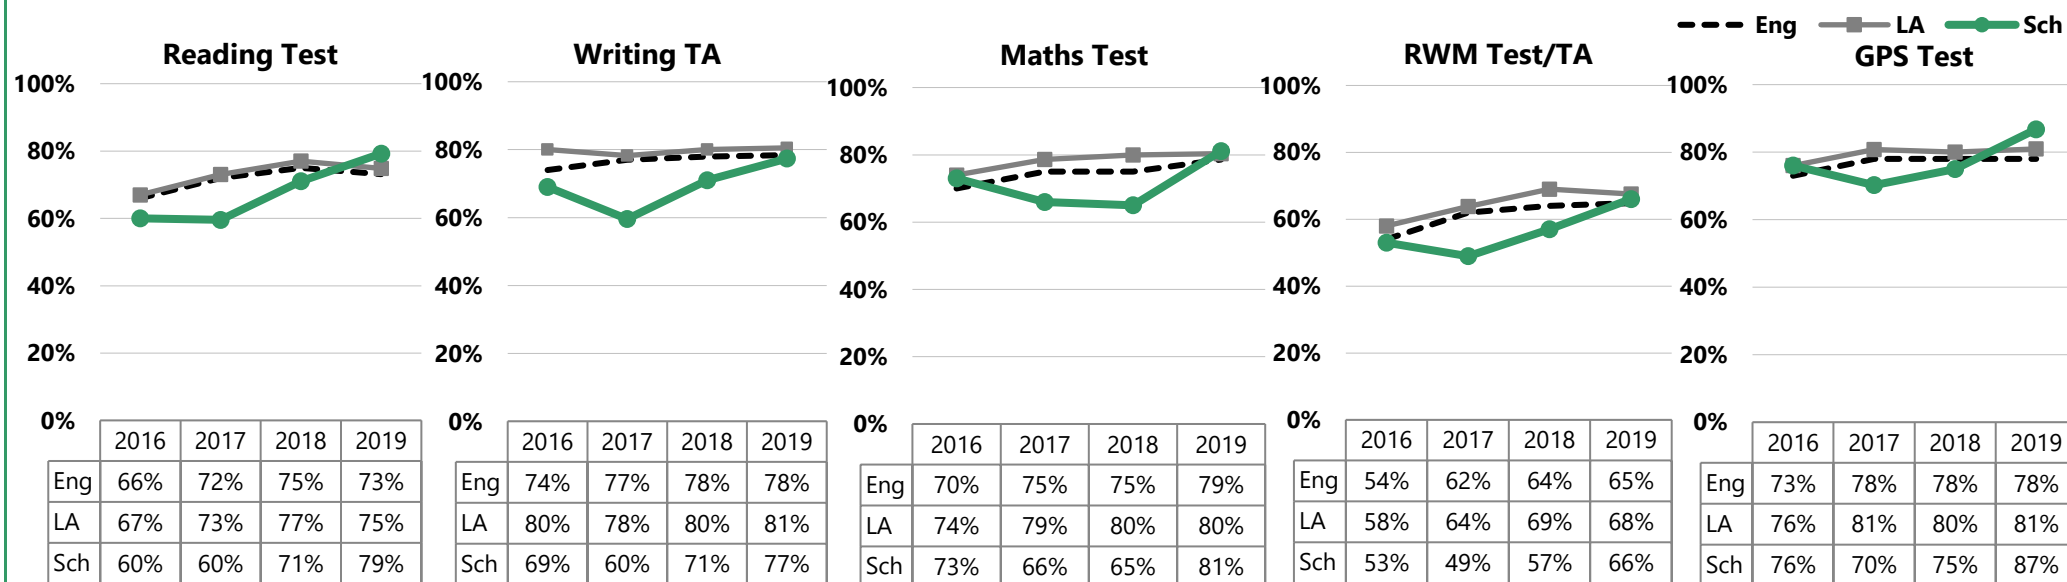 Eng LA Sch
Reading Test
100%
80%
60%
40%
20%
0%
2016 2017 2018 2019
Eng 66% 72% 75% 73%
LA 67% 73% 77% 75%
Sch 60% 60% 71% 79%
Writing TA
100%
80%
60%
40%
20%
0%
2016 2017 2018 2019
Eng 74% 77% 78% 78%
LA 80% 78% 80% 81%
Sch 69% 60% 71% 77%
Maths Test
100%
80%
60%
40%
20%
0%
2016 2017 2018 2019
Eng 70% 75% 75% 79%
LA 74% 79% 80% 80%
Sch 73% 66% 65% 81%
RWM Test/TA
100%
80%
60%
40%
20%
0%
2016 2017 2018 2019
Eng 54% 62% 64% 65%
LA 58% 64% 69% 68%
Sch 53% 49% 57% 66%
GPS Test
100%
80%
60%
40%
20%
0%
2016 2017 2018 2019
Eng 73% 78% 78% 78%
LA 76% 81% 80% 81%
Sch 76% 70% 75% 87%